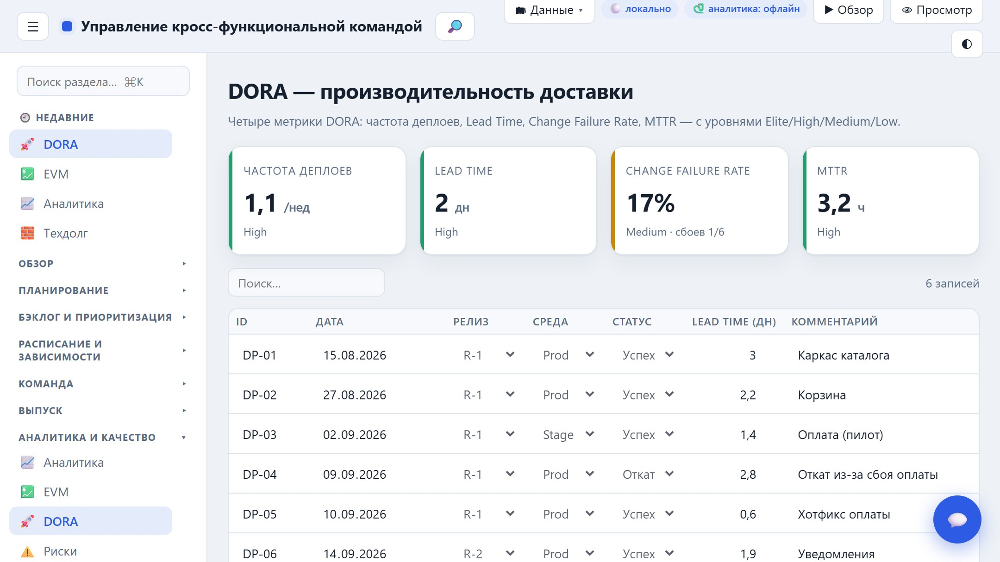 ☰ Управление кросс-функциональной командой
Данные ▾ локально аналитика: офлайн ▶ Обзор Просмотр
Поиск раздела... ⌘K
НЕДАВНИЕ
DORA
EVM
Аналитика
Техдолг
ОБЗОР
ПЛАНИРОВАНИЕ
БЭКЛОГ И ПРИОРИТИЗАЦИЯ
РАСПИСАНИЕ И
ЗАВИСИМОСТИ
КОМАНДА
ВЫПУСК
АНАЛИТИКА И КАЧЕСТВО
Аналитика
EVM
DORA
Риски
DORA — производительность доставки
Четыре метрики DORA: частота деплоев, Lead Time, Change Failure Rate, MTTR — с уровнями Elite/High/Medium/Low.
ЧАСТОТА ДЕПЛОЕВ
1,1 /нед
High
LEAD TIME
2 дн
High
CHANGE FAILURE RATE
17%
Medium · сбоев 1/6
MTTR
3,2 ч
High
Поиск...
6 записей
ID ДАТА РЕЛИЗ СРЕДА СТАТУС LEAD TIME (ДН) КОММЕНТАРИЙ
DP-01 15.08.2026 R-1 Prod Успех 3 Каркас каталога
DP-02 27.08.2026 R-1 Prod Успех 2,2 Корзина
DP-03 02.09.2026 R-1 Stage Успех 1,4 Оплата (пилот)
DP-04 09.09.2026 R-1 Prod Откат 2,8 Откат из-за сбоя оплаты
DP-05 10.09.2026 R-1 Prod Успех 0,6 Хотфикс оплаты
DP-06 14.09.2026 R-2 Prod Успех 1,9 Уведомления